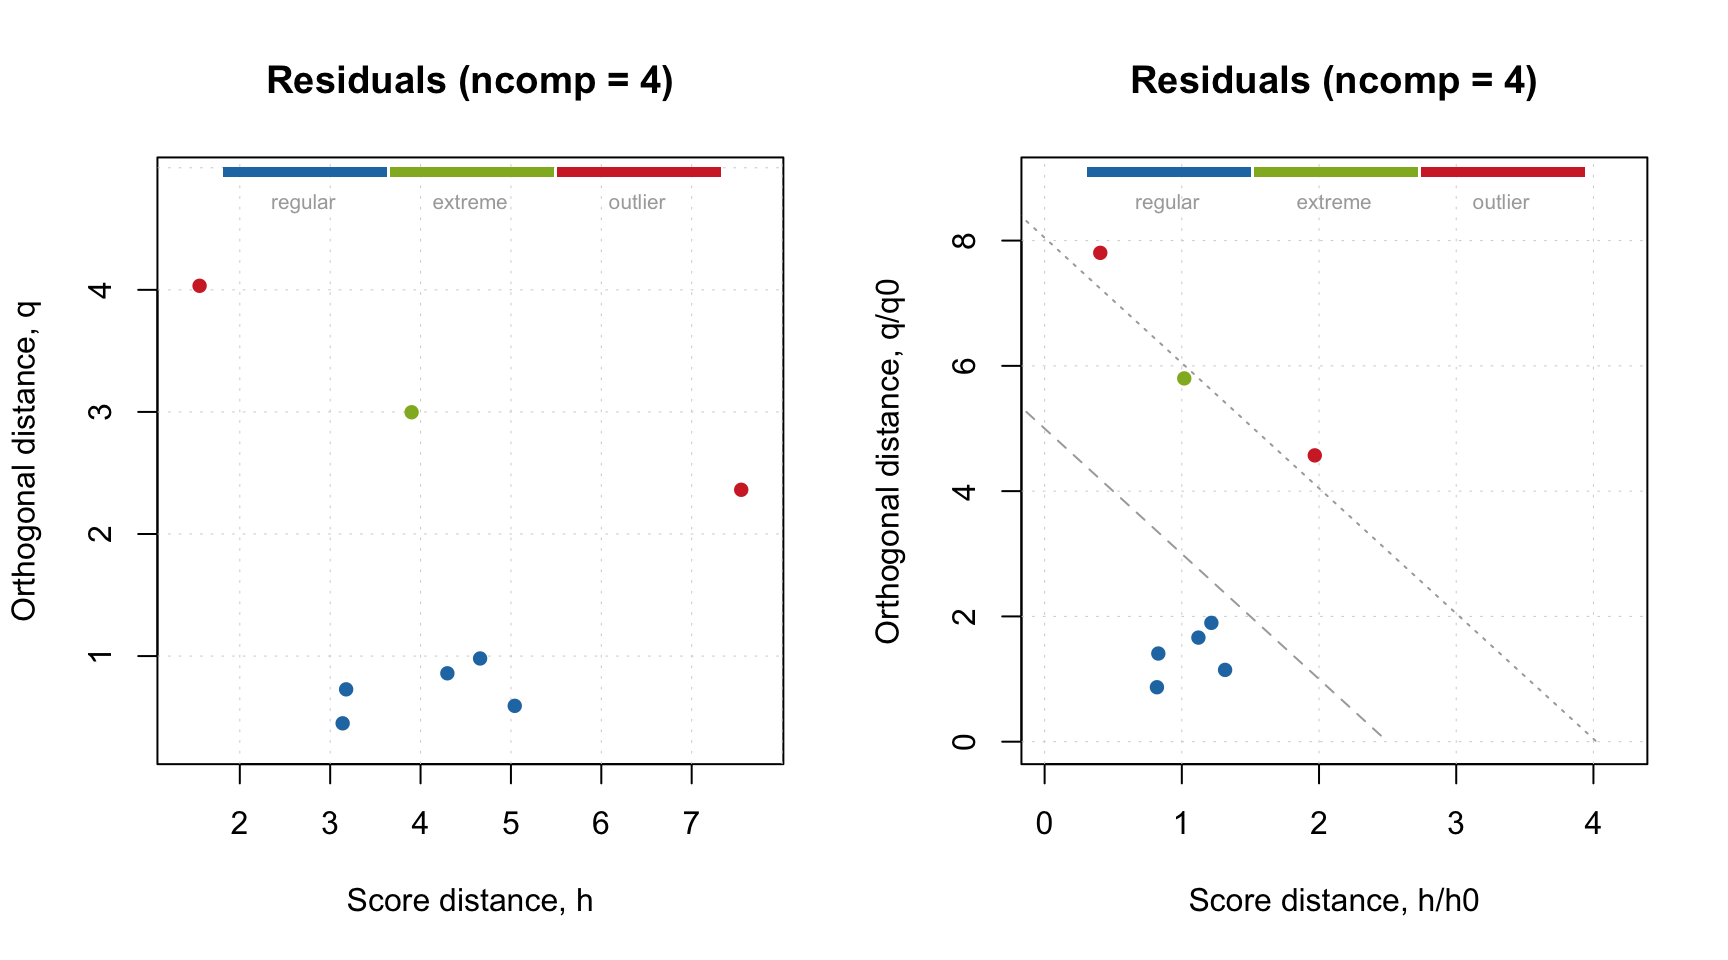 Residuals (ncomp = 4)
regular extreme outlier
Orthogonal distance, q
4
3
2
1
2 3 4 5 6 7
Score distance, h
Residuals (ncomp = 4)
regular extreme outlier
Orthogonal distance, q/q0
8
6
4
2
0
0 1 2 3 4
Score distance, h/h0